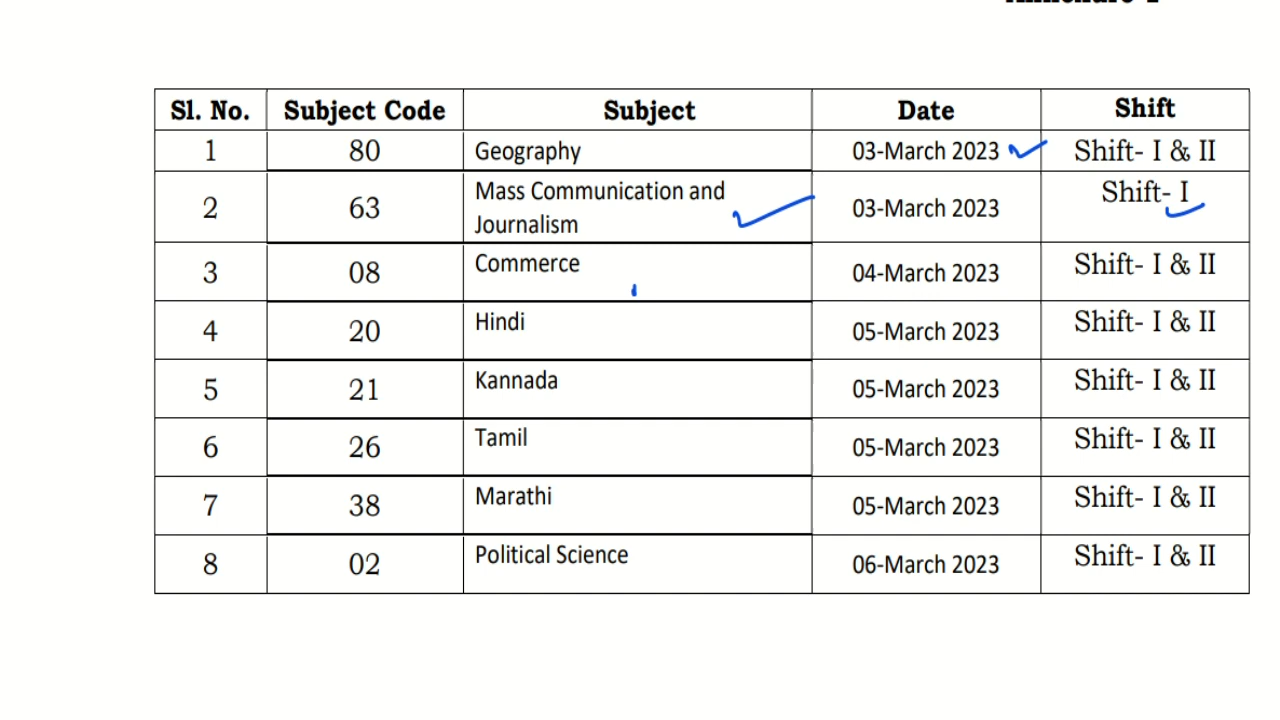 Sl. No. Subject Code Subject Date Shift
1 80 Geography 03-March 2023 Shift- I & II
2 63 Mass Communication and 03-March 2023 Shift- I
Journalism
3 08 Commerce 04-March 2023 Shift- I & II
4 20 Hindi 05-March 2023 Shift- I & II
5 21 Kannada 05-March 2023 Shift- I & II
6 26 Tamil 05-March 2023 Shift- I & II
7 38 Marathi 05-March 2023 Shift- I & II
8 02 Political Science 06-March 2023 Shift- I & II